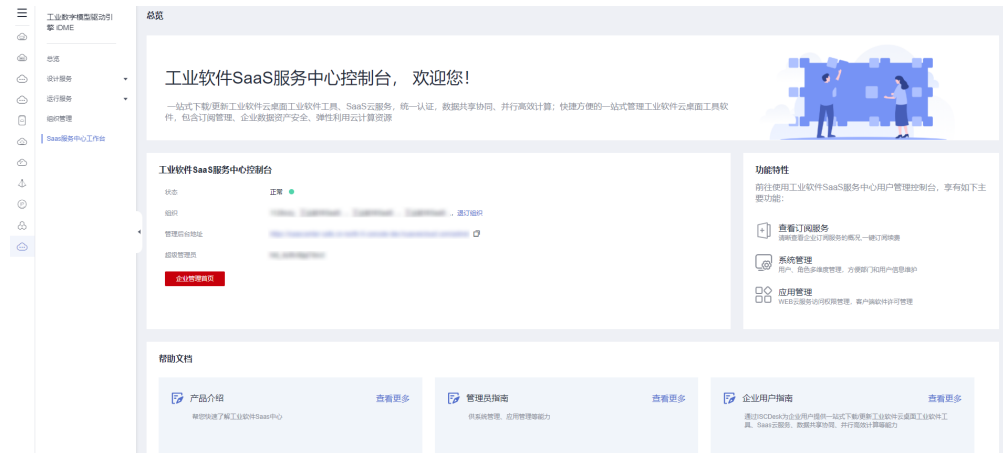 工业数字模型驱动引
擎 iDME
总览
设计服务
运行服务
组织管理
SaaS服务中心工作台
总览
工业软件SaaS服务中心控制台， 欢迎您！
一站式下载/更新工业软件云桌面工业软件工具、SaaS云服务，统一认证，数据共享协同、并行高效计算；快速方便的一站式管理工业软件云桌面工具软
件，包含订阅管理、企业数据资产安全、弹性利用云计算资源
工业软件SaaS服务中心控制台
状态
正常
组织
退订组织
管理后台地址
超级管理员
企业管理首页
功能特性
前往使用工业软件SaaS服务中心用户管理控制台，享有如下主
要功能：
查看订阅服务
清晰查看企业订阅服务的概况,一键订阅续费
系统管理
用户、角色多维度管理，方便部门和用户信息维护
应用管理
WEB云服务访问权限管理，客户端软件许可管理
帮助文档
产品介绍
查看更多
帮您快速了解工业软件SaaS中心
管理员指南
查看更多
供系统管理、应用管理等能力
企业用户指南
查看更多
通过SCDesk为企业用户提供一站式下载/更新工业软件云桌面工业软件工
具、SaaS云服务、数据共享协同、并行高效计算等能力